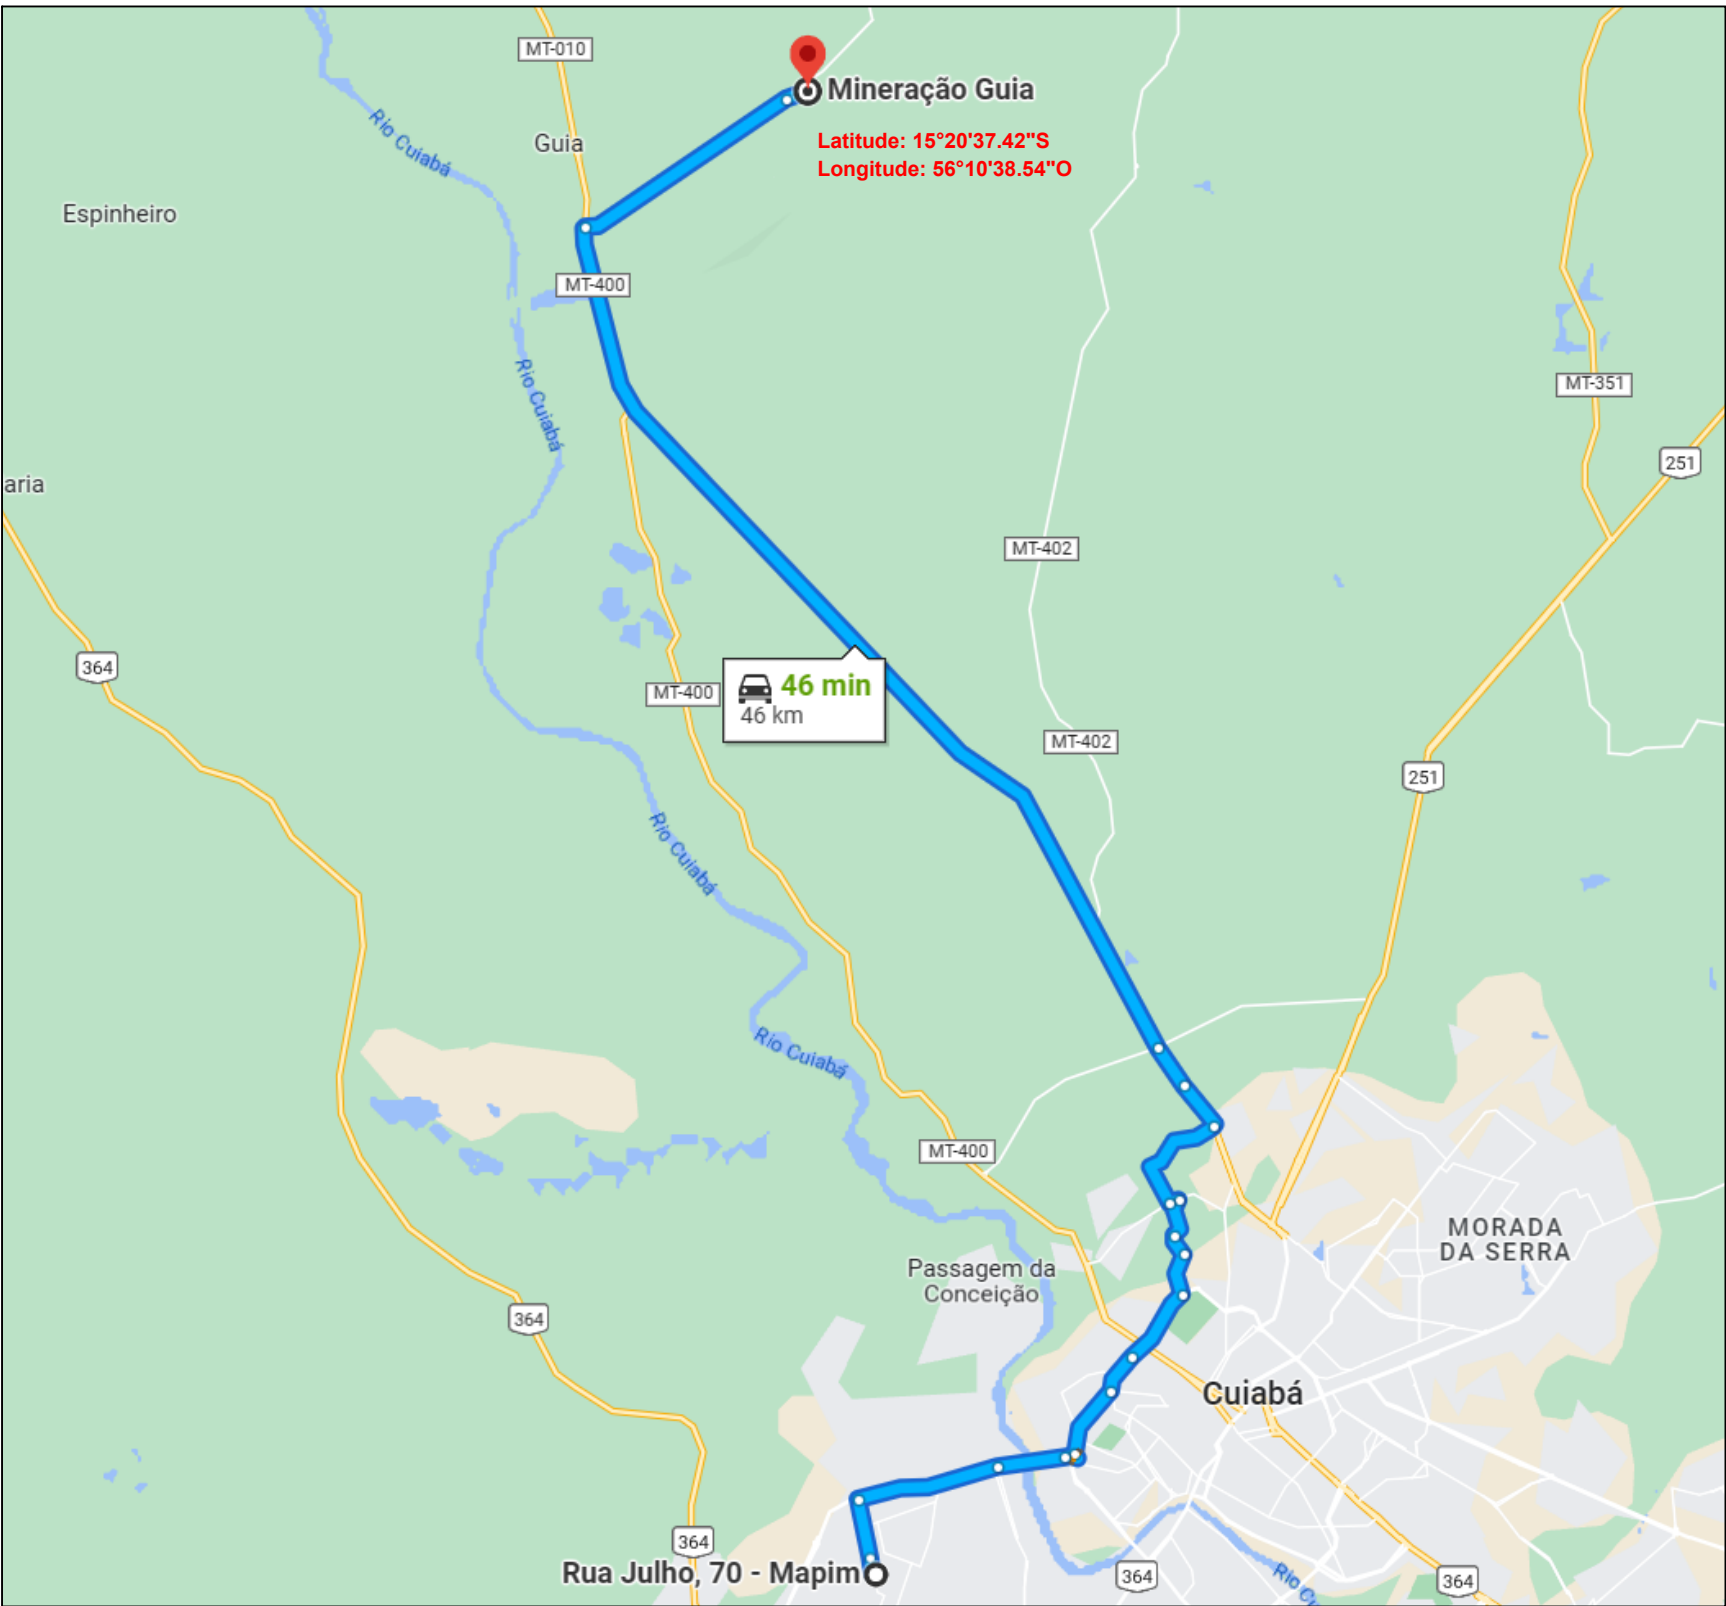 MT-010
Mineração Guia
Rio Cuiabá
Guia
Latitude: 15°20'37.42"S
Longitude: 56°10'38.54"O
Espinheiro
MT-400
Rio Cuiabá
MT-351
251
aria
MT-402
364
46 min
MT-400
46 km
MT-402
251
Rio Cuiabá
Rio Cuiabá
MT-400
MORADA
DA SERRA
Passagem da
Conceição
364
Cuiabá
364
Rua Julho, 70 - Mapim
364
364
Rio Cu